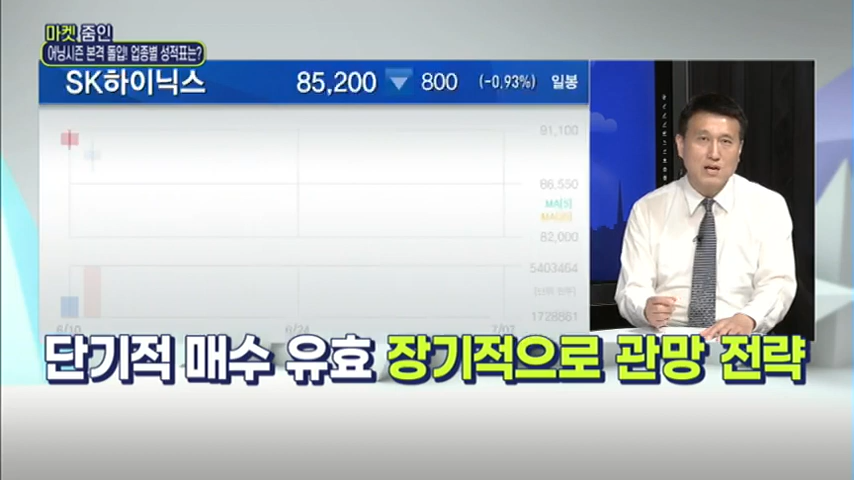 마켓 줌인
어닝시즌 본격 돌입! 업종별 성적표는?
SK하이닉스 85,200 ▼ 800 (-0.93%) 일봉
91,100
86,550
82,000
5403464
1728861
6/10 6/24 7/07
단기적 매수 유효 장기적으로 관망 전략